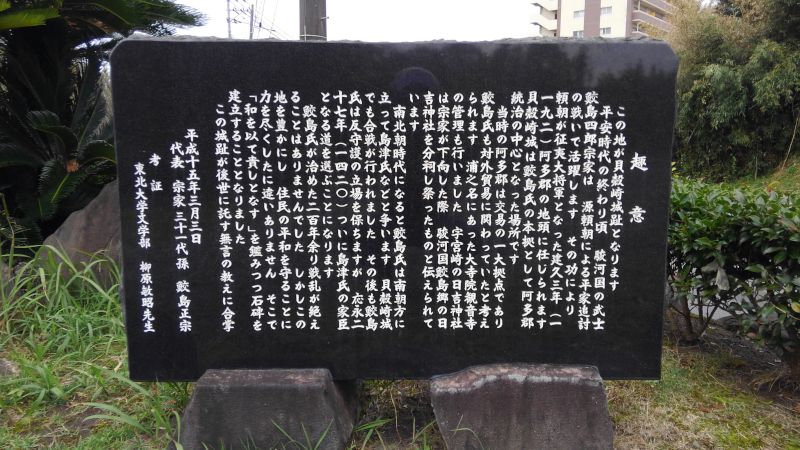 趣意
この地が貝殻崎城趾となります
平安時代の終わり頃　駿河国の武士
鮫島四郎宗家は　源頼朝による平家追討
の戦いで活躍します　その功により
頼朝が征夷大将軍となった建久三年（一
一九二）阿多郡の地頭に任じられます
貝殻崎城は鮫島氏の本拠として阿多郡
統治の中心となった場所です
当時の阿多郡は交易の一大拠点であり
鮫島氏も対外貿易に関わっていたと考え
られます　浦之名にあった大寺院観音寺
の管理も行いました　宇宮崎の日吉神社
は宗家が下向した際　駿河国鮫島郷の日
吉神社を分祠し祭ったものと伝えられて
います
南北朝時代になると鮫島氏は南朝方に
立って島津氏などと争います　貝殻崎城
でも合戦が行われました　その後も鮫島
氏は反守護の立場を保ちますが　応永二
十七年（一四二〇）ついに島津氏の家臣
となる道を選ぶことになります
鮫島氏が治めた二百年余り戦乱が絶え
ることはありませんでした　しかしこの
地を豊かにし　住民の平和を守ることに
力を尽くしたに違いありません　そこで
「和を以て貴しとなす」を鑑みつつ石碑を
建立することとなりました
この城趾が後世に託す無言の教えに合掌
平成十五年三月三日
代表　宗家三十一代孫　鮫島正宗
考証
東北大学文学部　柳原敏昭先生